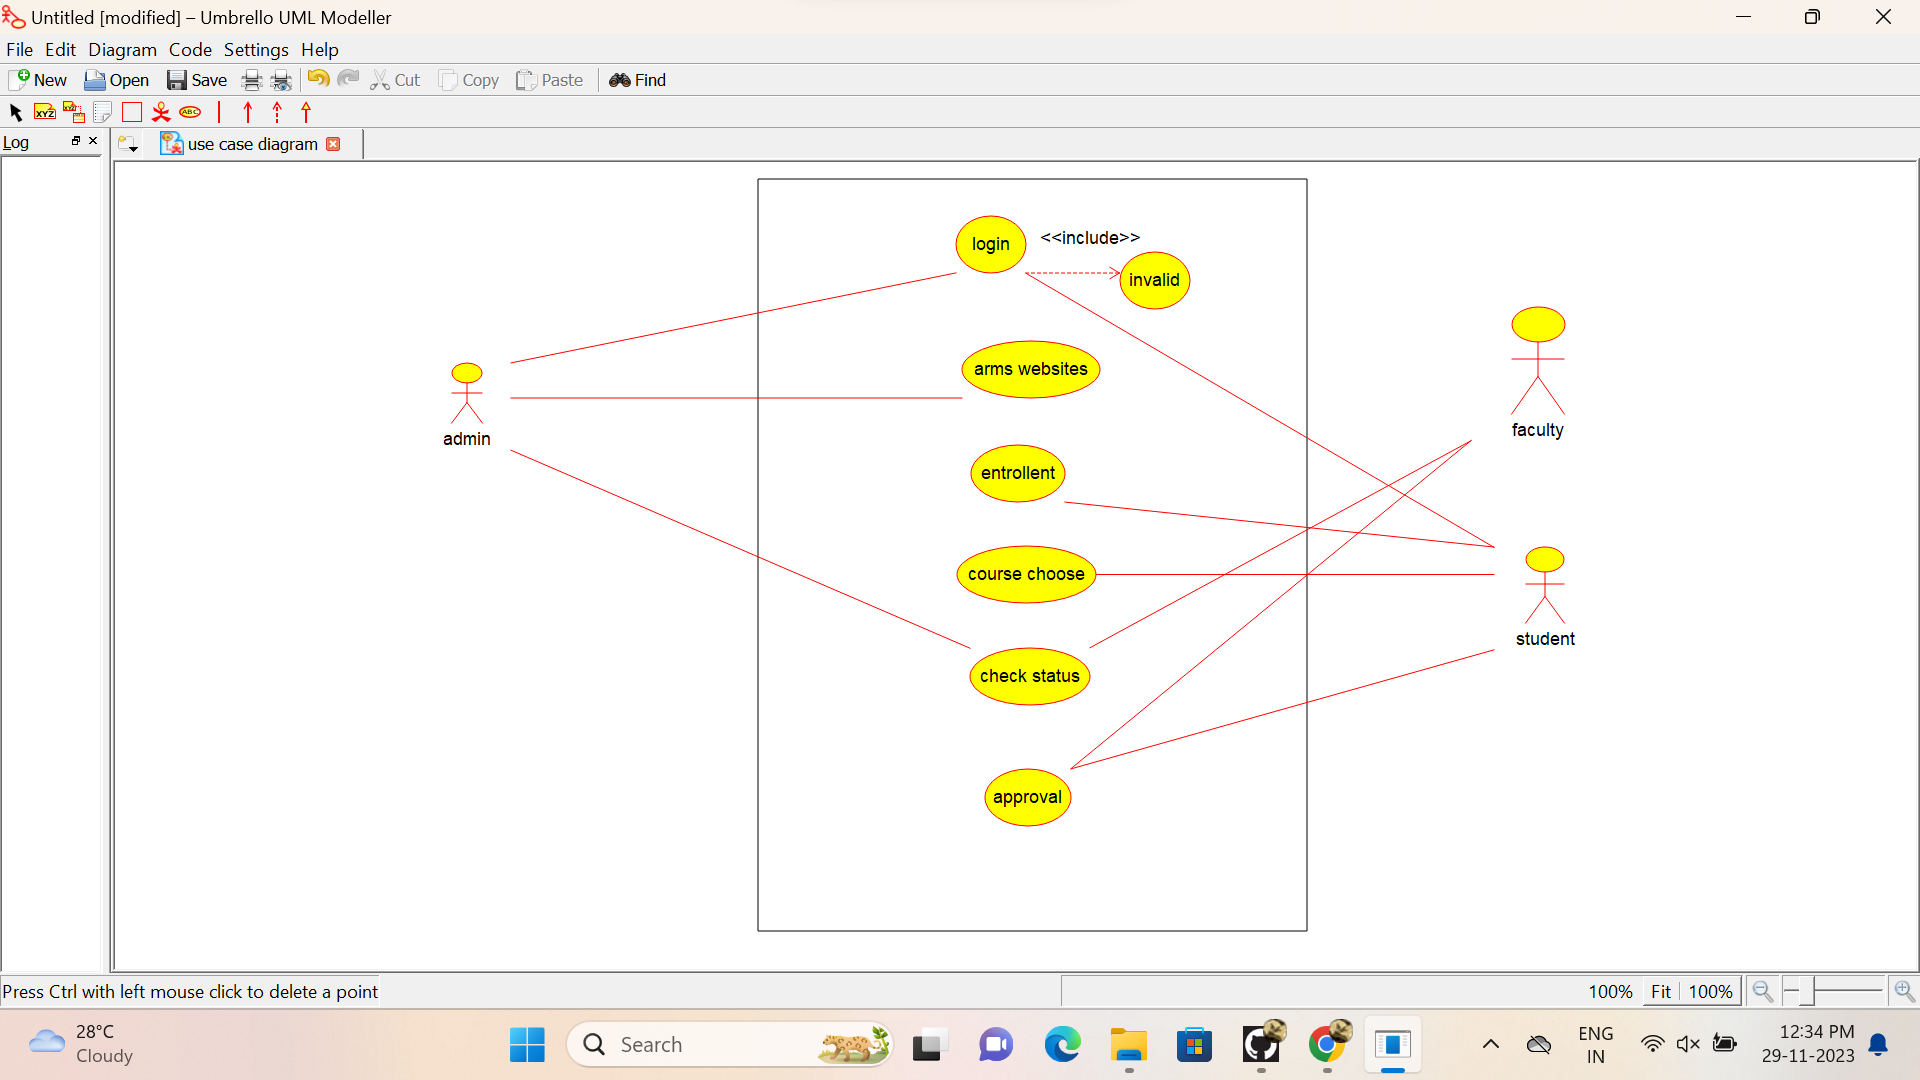 Untitled [modified] – Umbrello UML Modeller
File Edit Diagram Code Settings Help
New Open Save Cut Copy Paste Find
XYZ XYZ ABC
Log
use case diagram
login
<<include>>
invalid
arms websites
admin
faculty
entrollent
course choose
student
check status
approval
Press Ctrl with left mouse click to delete a point
100% Fit 100%
28°C
Cloudy
Search
ENG
IN
12:34 PM
29-11-2023